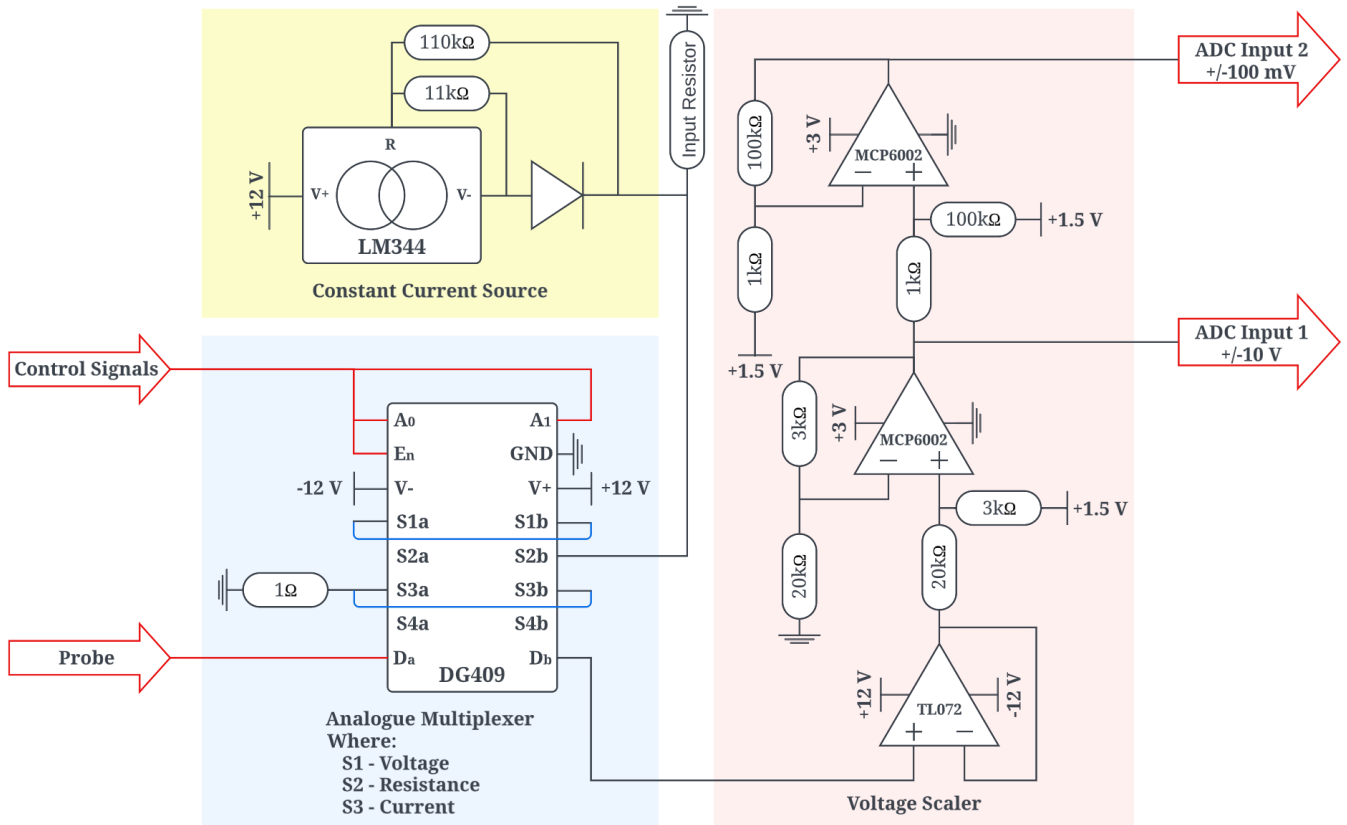 110kΩ
11kΩ
R
+12 V
V+
V-
LM344
Constant Current Source
Input Resistor
Control Signals
A0
A1
En
GND
-12 V
V-
V+
+12 V
S1a
S1b
S2a
S2b
1Ω
S3a
S3b
S4a
S4b
Probe
Da
Db
DG409
Analogue Multiplexer
Where:
S1 - Voltage
S2 - Resistance
S3 - Current
ADC Input 2
+/-100 mV
100kΩ
+3 V
MCP6002
100kΩ
+1.5 V
1kΩ
1kΩ
ADC Input 1
+/-10 V
+1.5 V
3kΩ
+3 V
MCP6002
3kΩ
+1.5 V
20kΩ
20kΩ
+12 V
TL072
-12 V
Voltage Scaler